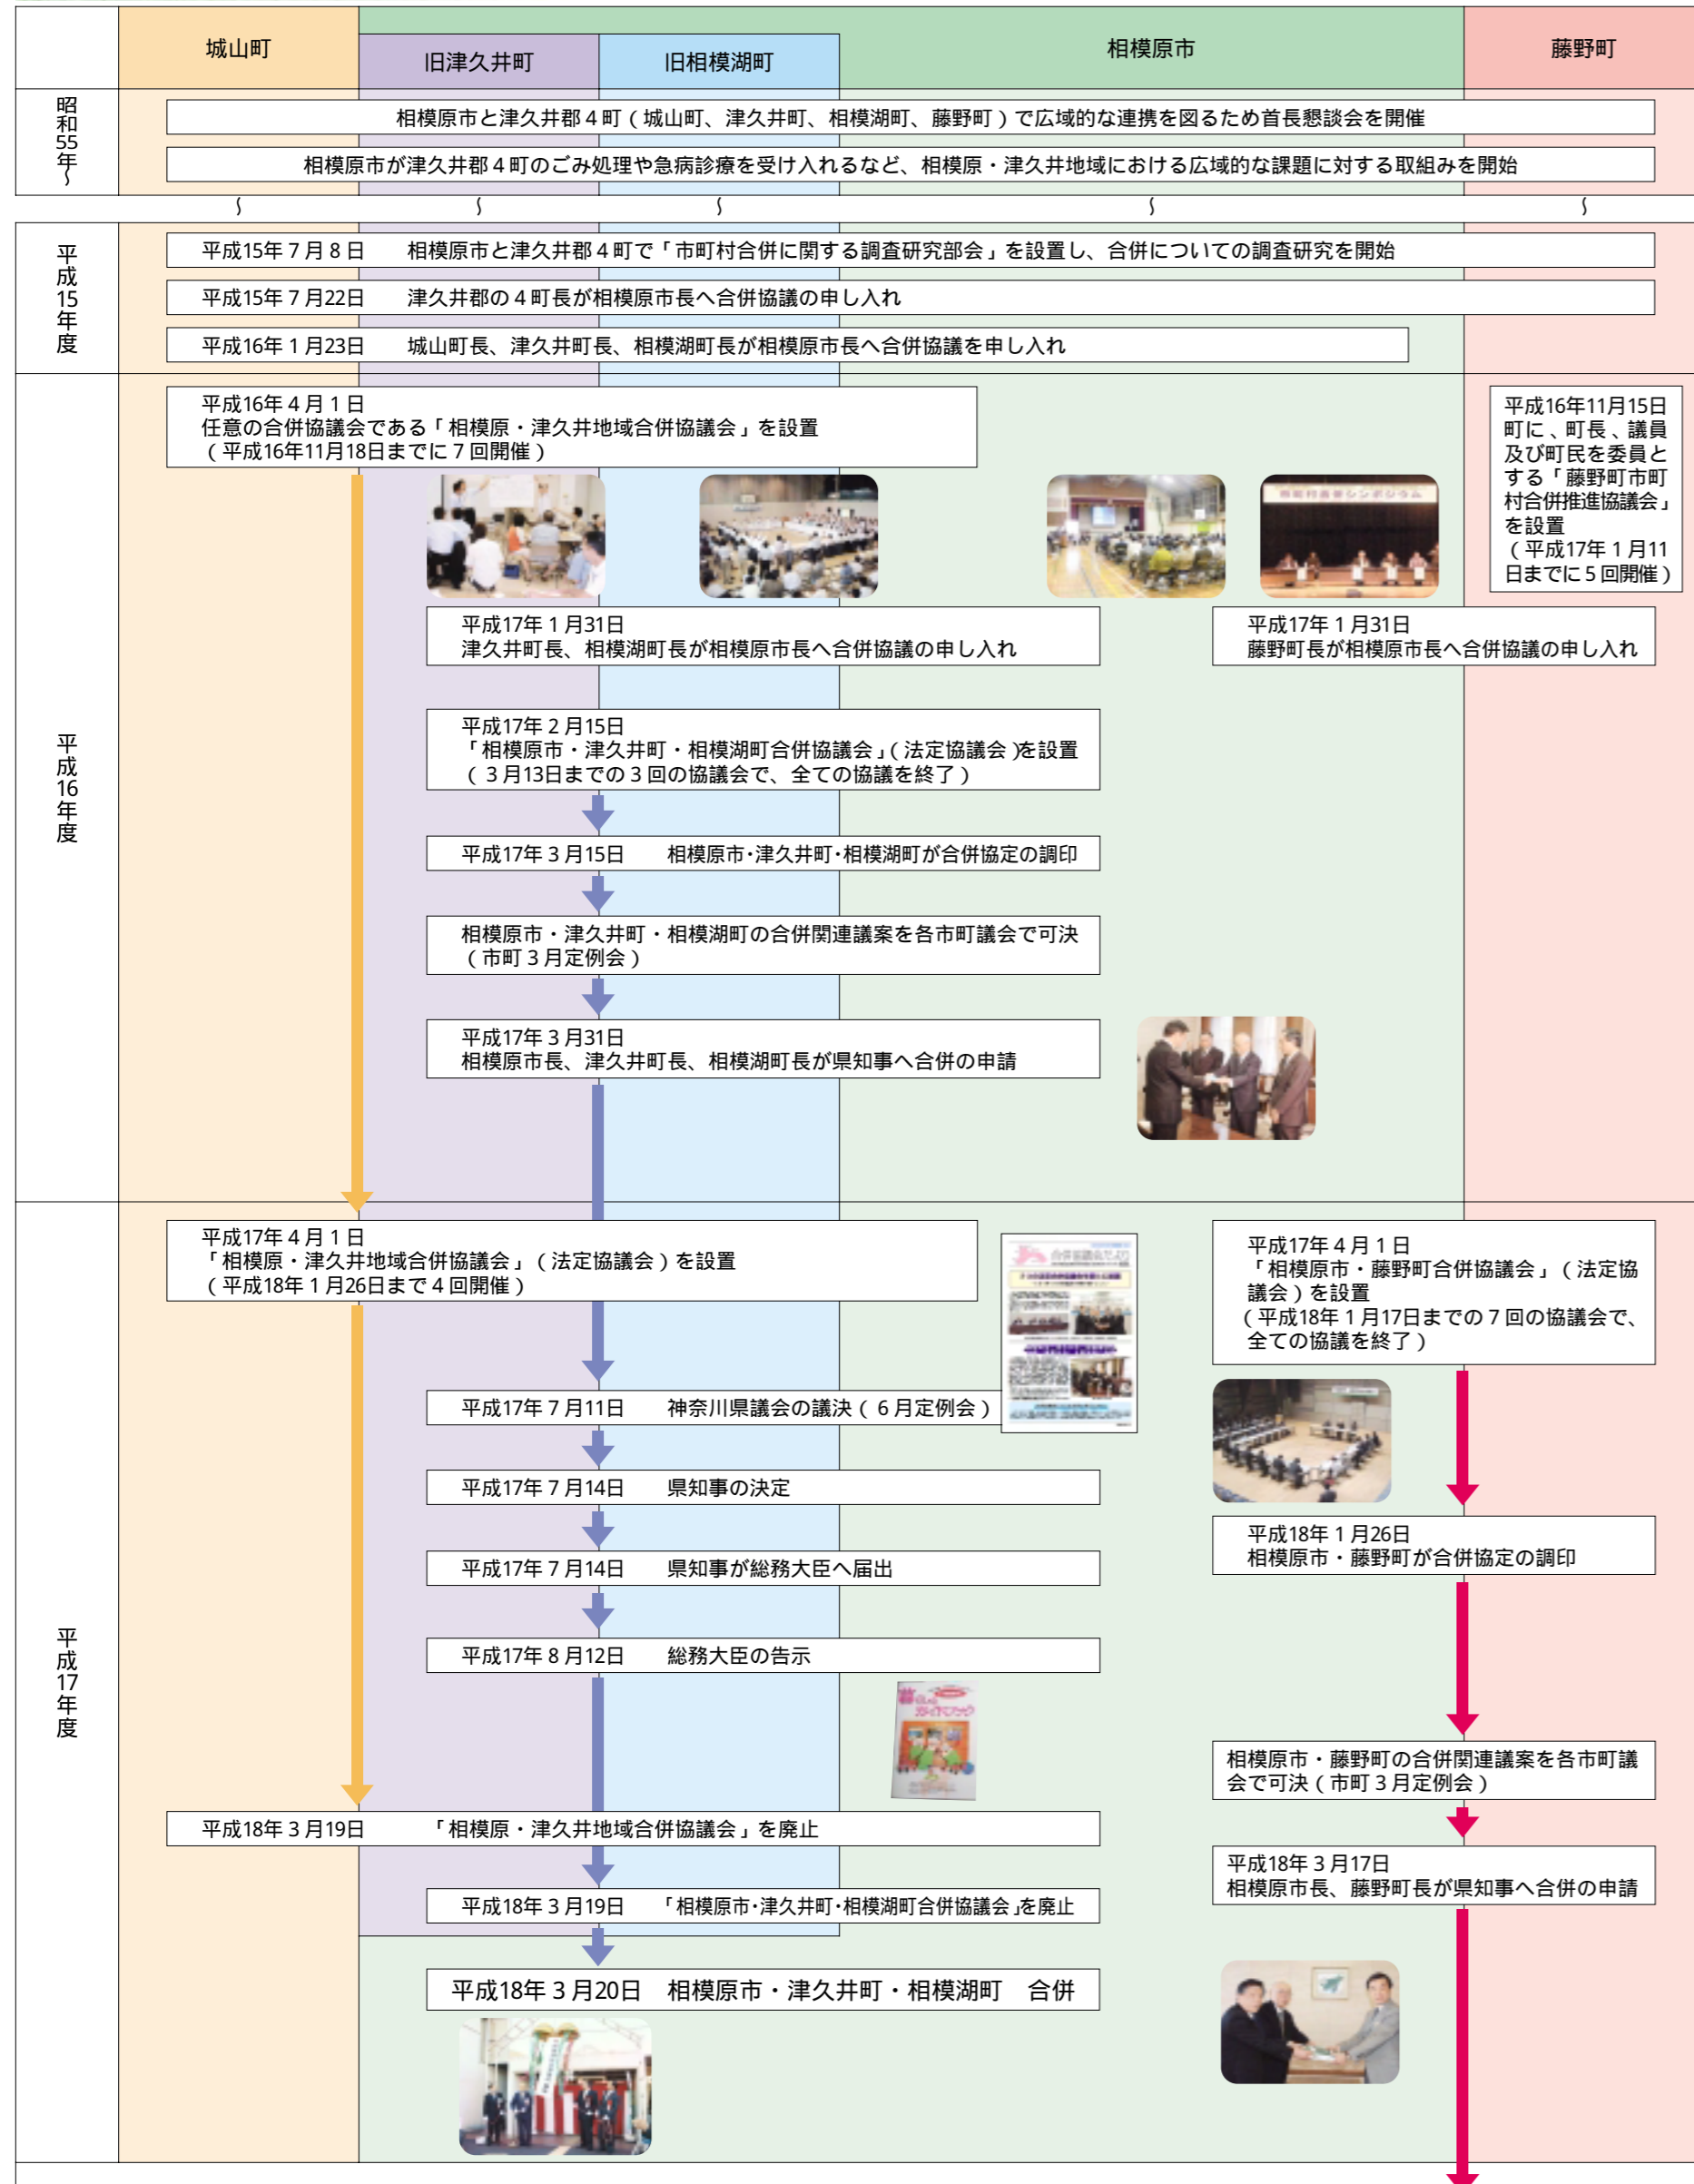 城山町
旧津久井町
旧相模湖町
相模原市
藤野町
昭和55年〜
相模原市と津久井郡４町（城山町、津久井町、相模湖町、藤野町）で広域的な連携を図るため首長懇談会を開催
相模原市が津久井郡４町のごみ処理や急病診療を受け入れるなど、相模原・津久井地域における広域的な課題に対する取組みを開始
〜 〜 〜 〜 〜
平成15年度
平成15年７月８日　相模原市と津久井郡４町で「市町村合併に関する調査研究部会」を設置し、合併についての調査研究を開始
平成15年７月22日　津久井郡の４町長が相模原市長へ合併協議の申し入れ
平成16年１月23日　城山町長、津久井町長、相模湖町長が相模原市長へ合併協議を申し入れ
平成16年度
平成16年４月１日
任意の合併協議会である「相模原・津久井地域合併協議会」を設置
（平成16年11月18日までに７回開催）
平成16年11月15日
町に、町長、議員
及び町民を委員と
する「藤野町市町
村合併推進協議会」
を設置
（平成17年１月11
日までに５回開催）
市町村合併シンポジウム
平成17年１月31日
津久井町長、相模湖町長が相模原市長へ合併協議の申し入れ
平成17年１月31日
藤野町長が相模原市長へ合併協議の申し入れ
平成17年２月15日
「相模原市・津久井町・相模湖町合併協議会」（法定協議会）を設置
（３月13日までの３回の協議会で、全ての協議を終了）
平成17年３月15日　相模原市･津久井町･相模湖町が合併協定の調印
相模原市・津久井町・相模湖町の合併関連議案を各市町議会で可決
（市町３月定例会）
平成17年３月31日
相模原市長、津久井町長、相模湖町長が県知事へ合併の申請
平成17年度
平成17年４月１日
「相模原・津久井地域合併協議会」（法定協議会）を設置
（平成18年１月26日まで４回開催）
合併協議会だより
平成17年４月１日
「相模原市・藤野町合併協議会」（法定協
議会）を設置
（平成18年１月17日までの７回の協議会で、
全ての協議を終了）
平成17年７月11日　神奈川県議会の議決（６月定例会）
平成17年７月14日　県知事の決定
平成18年１月26日
相模原市・藤野町が合併協定の調印
平成17年７月14日　県知事が総務大臣へ届出
平成17年８月12日　総務大臣の告示
暮らしの
ガイドブック
相模原市・藤野町の合併関連議案を各市町議
会で可決（市町３月定例会）
平成18年３月19日　「相模原・津久井地域合併協議会」を廃止
平成18年３月17日
相模原市長、藤野町長が県知事へ合併の申請
平成18年３月19日　「相模原市･津久井町･相模湖町合併協議会」を廃止
平成18年３月20日　相模原市・津久井町・相模湖町　合併